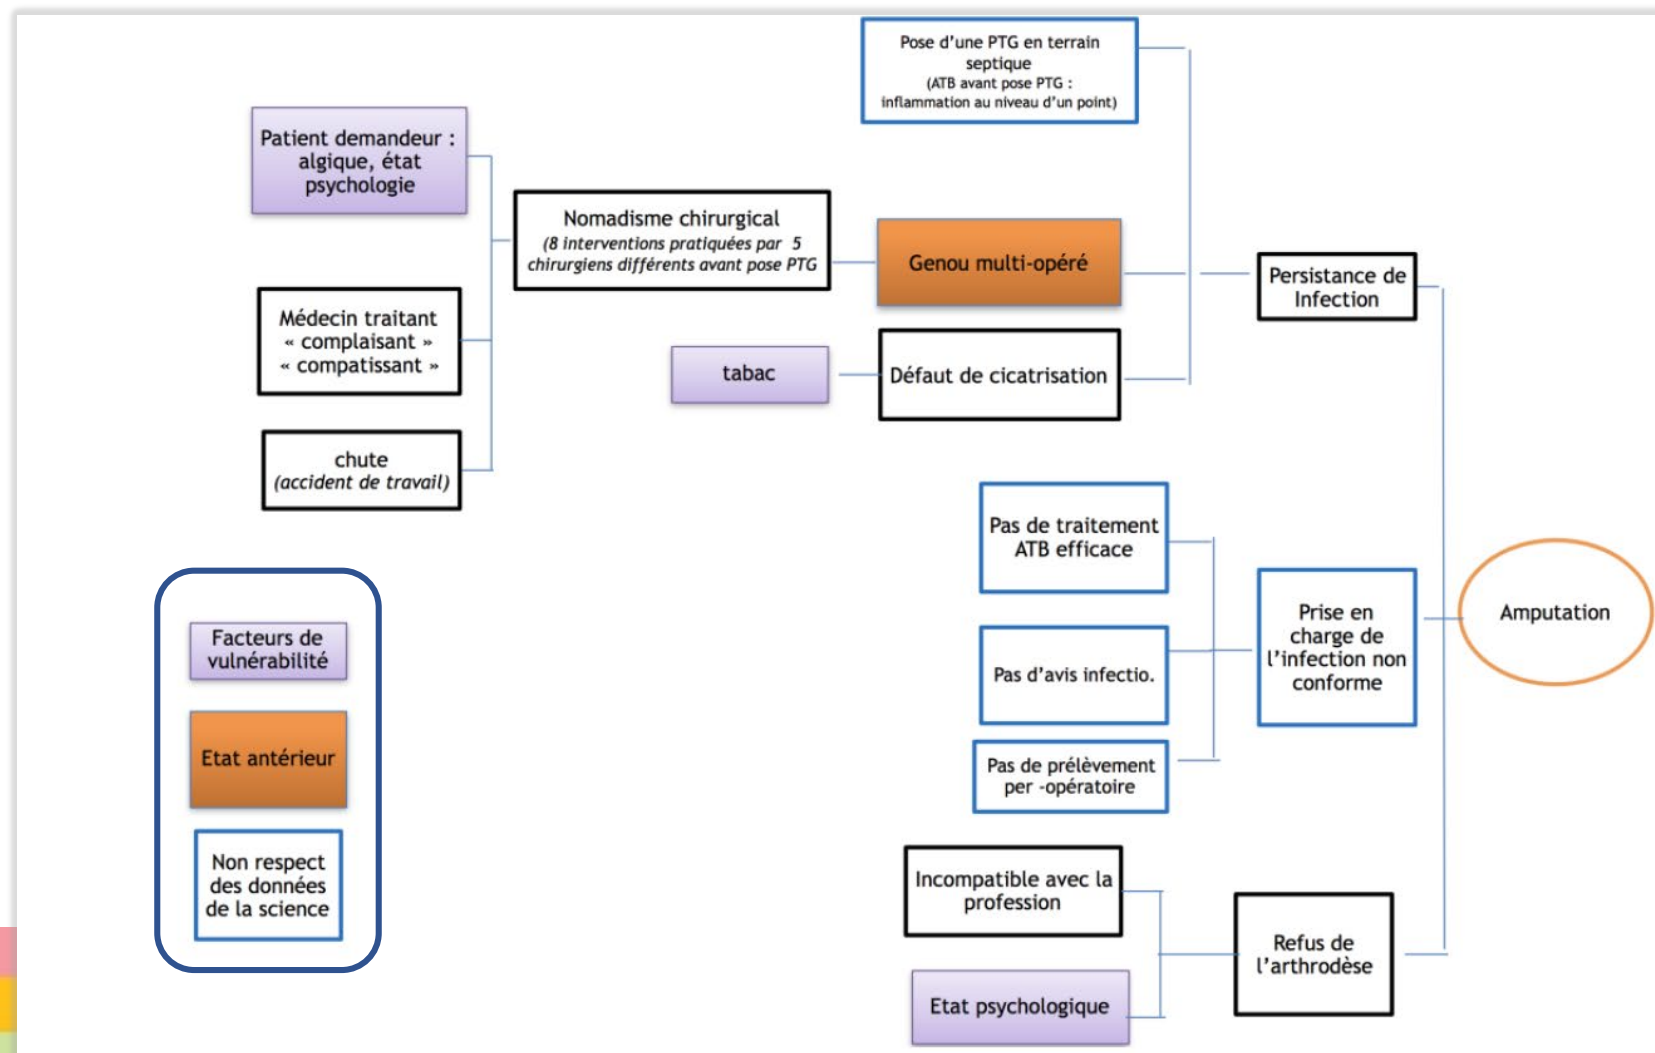 Pose d'une PTG en terrain
septique
(ATB avant pose PTG :
inflammation au niveau d'un point)
Patient demandeur :
algique, état
psychologie
Nomadisme chirurgical
(8 interventions pratiquées par 5
chirurgiens différents avant pose PTG
Genou multi-opéré
Persistance de
Infection
Médecin traitant
« complaisant »
« compatissant »
tabac
Défaut de cicatrisation
chute
(accident de travail)
Pas de traitement
ATB efficace
Pas d'avis infectio.
Pas de prélèvement
per -opératoire
Prise en
charge de
l'infection non
conforme
Amputation
Facteurs de
vulnérabilité
Etat antérieur
Non respect
des données
de la science
Incompatible avec la
profession
Etat psychologique
Refus de
l'arthrodèse